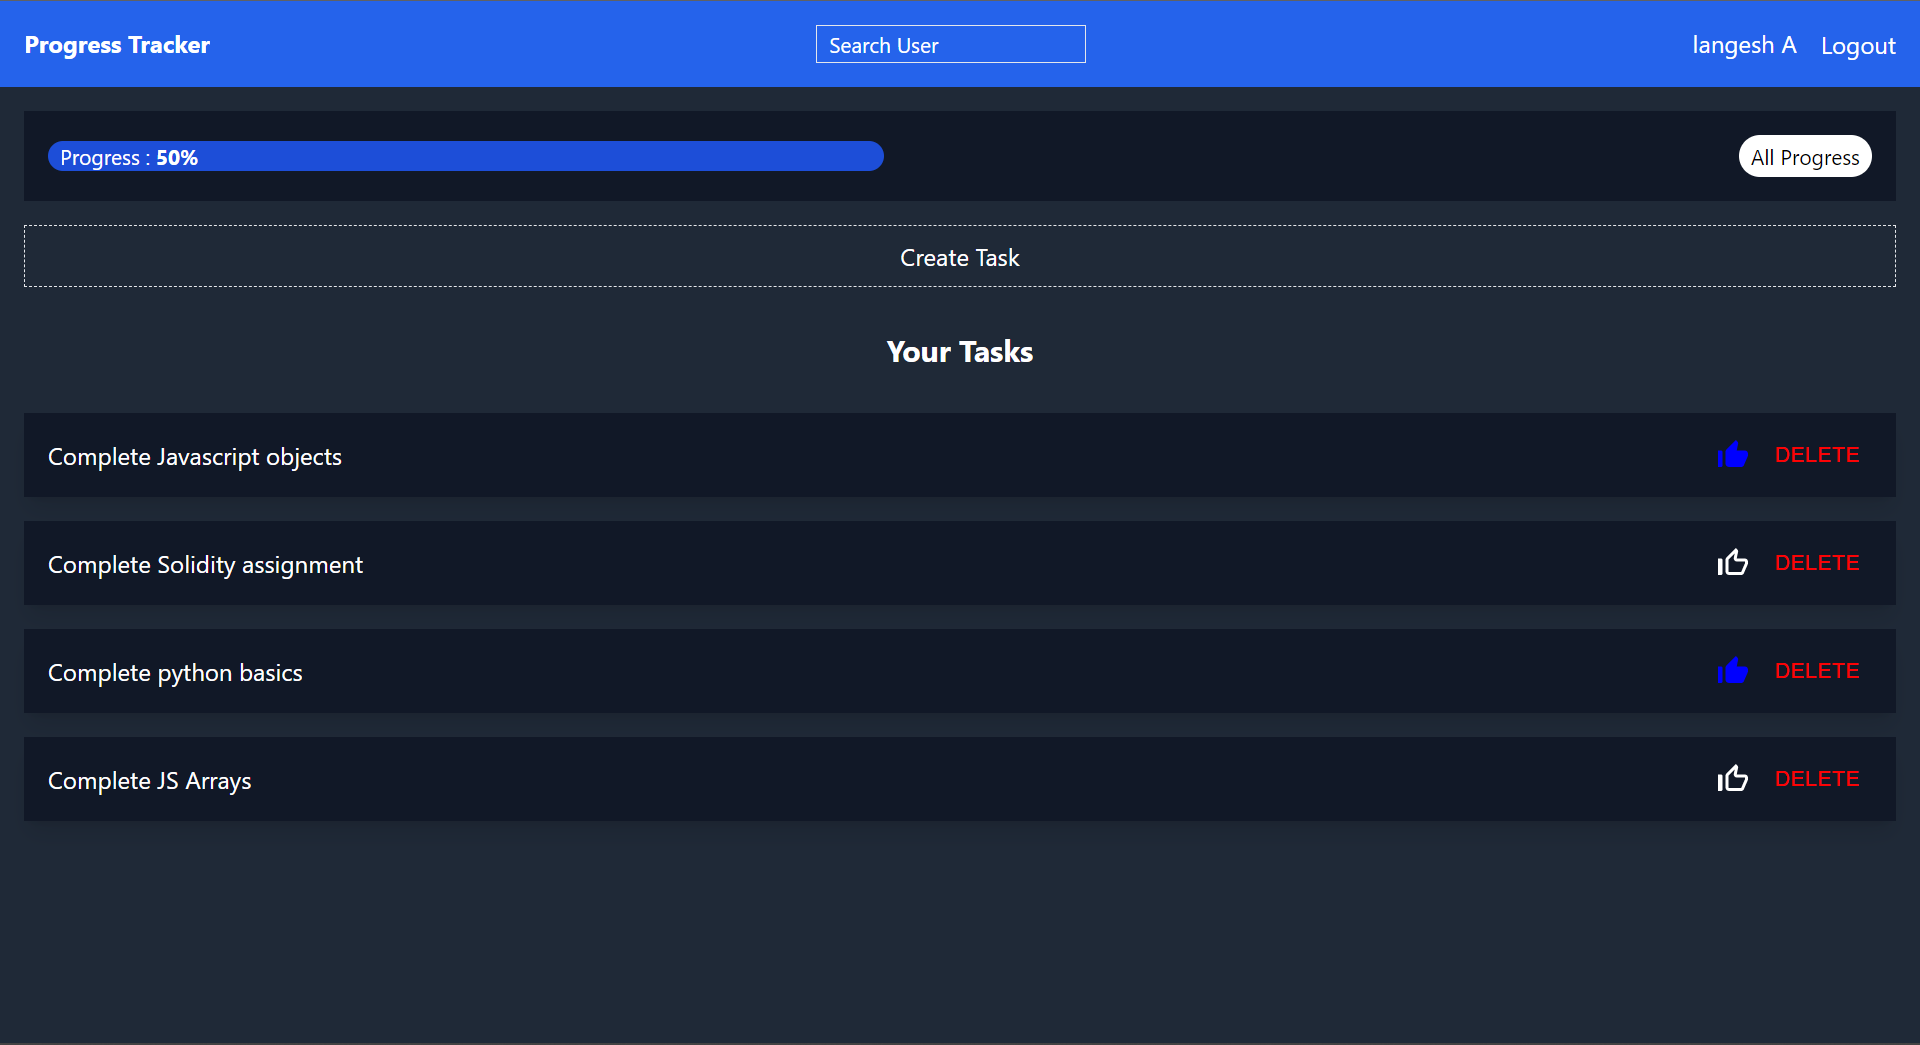 Progress Tracker
Search User
langesh A
Logout
Progress : 50%
All Progress
Create Task
Your Tasks
Complete Javascript objects
DELETE
Complete Solidity assignment
DELETE
Complete python basics
DELETE
Complete JS Arrays
DELETE